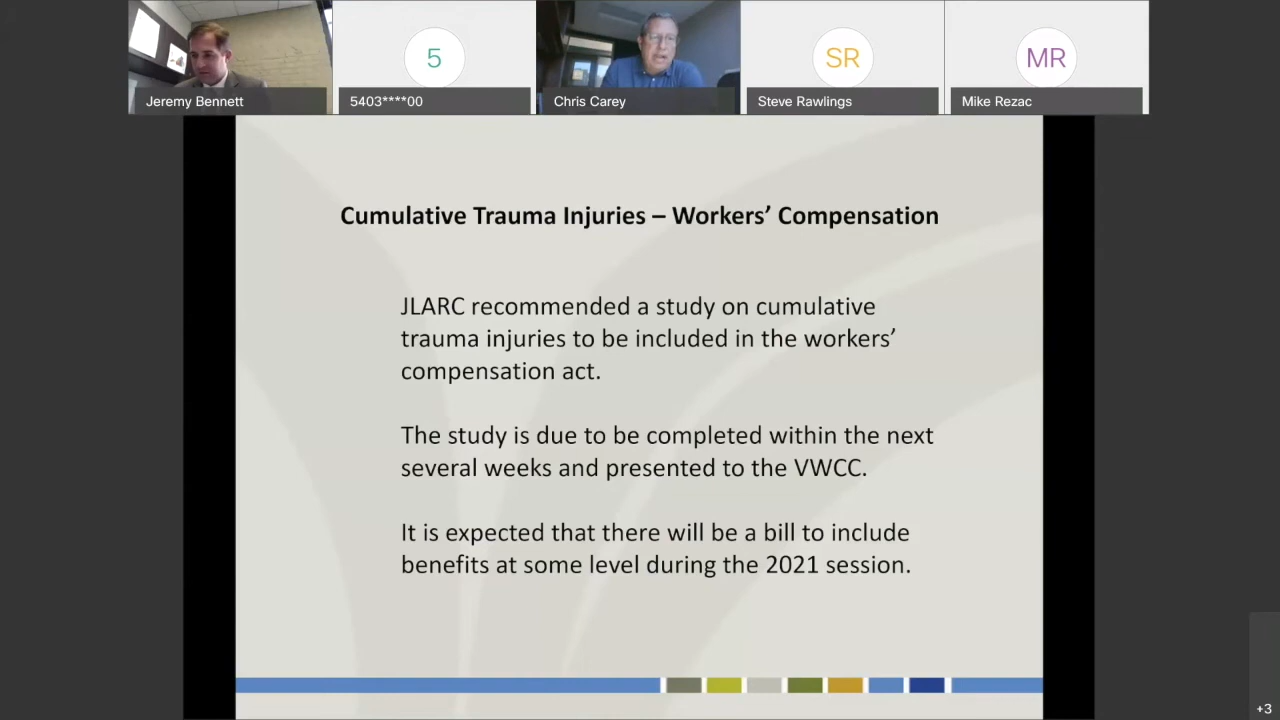 5
SR
MR
Jeremy Bennett
5403****00
Chris Carey
Steve Rawlings
Mike Rezac
Cumulative Trauma Injuries – Workers’ Compensation
JLARC recommended a study on cumulative
trauma injuries to be included in the workers’
compensation act.
The study is due to be completed within the next
several weeks and presented to the VWCC.
It is expected that there will be a bill to include
benefits at some level during the 2021 session.
+3